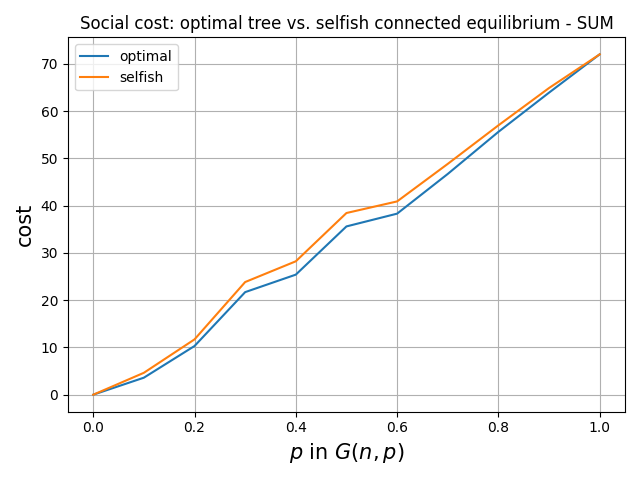 Social cost: optimal tree vs. selfish connected equilibrium - SUM
optimal
selfish
cost
70
60
50
40
30
20
10
0
0.0 0.2 0.4 0.6 0.8 1.0
p in G(n, p)